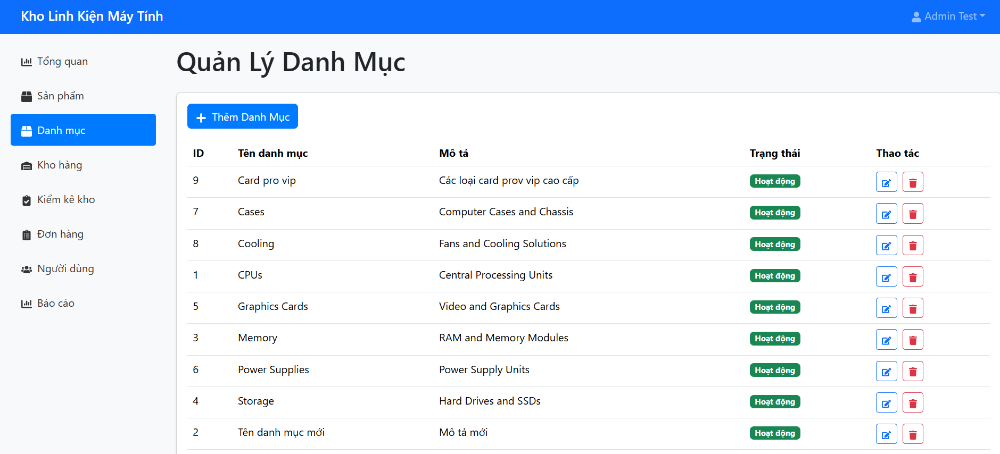 Kho Linh Kiện Máy Tính
Admin Test
Tổng quan
Sản phẩm
Danh mục
Kho hàng
Kiểm kê kho
Đơn hàng
Người dùng
Báo cáo
Quản Lý Danh Mục
Thêm Danh Mục
ID Tên danh mục Mô tả Trạng thái Thao tác
9 Card pro vip Các loại card prov vip cao cấp Hoạt động
7 Cases Computer Cases and Chassis Hoạt động
8 Cooling Fans and Cooling Solutions Hoạt động
1 CPUs Central Processing Units Hoạt động
5 Graphics Cards Video and Graphics Cards Hoạt động
3 Memory RAM and Memory Modules Hoạt động
6 Power Supplies Power Supply Units Hoạt động
4 Storage Hard Drives and SSDs Hoạt động
2 Tên danh mục mới Mô tả mới Hoạt động